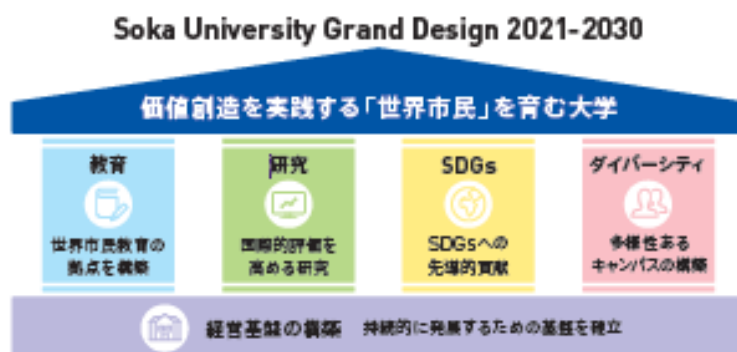 Soka University Grand Design 2021-2030
価値創造を実践する「世界市民」を育む大学
教育
世界市民教育の
拠点を構築
研究
国際的評価を
高める研究
SDGs
SDGsへの
先導的貢献
ダイバーシティ
多様性ある
キャンパスの構築
経営基盤の構築 持続的に発展するための基盤を確立